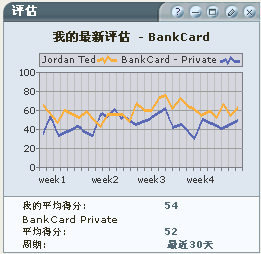 评估
我的最新评估 - BankCard
Jordan Ted BankCard - Private
100
80
60
40
20
0
week1 week2 week3 week4
我的平均得分: 54
BankCard Private
平均得分: 52
周期: 最近30天